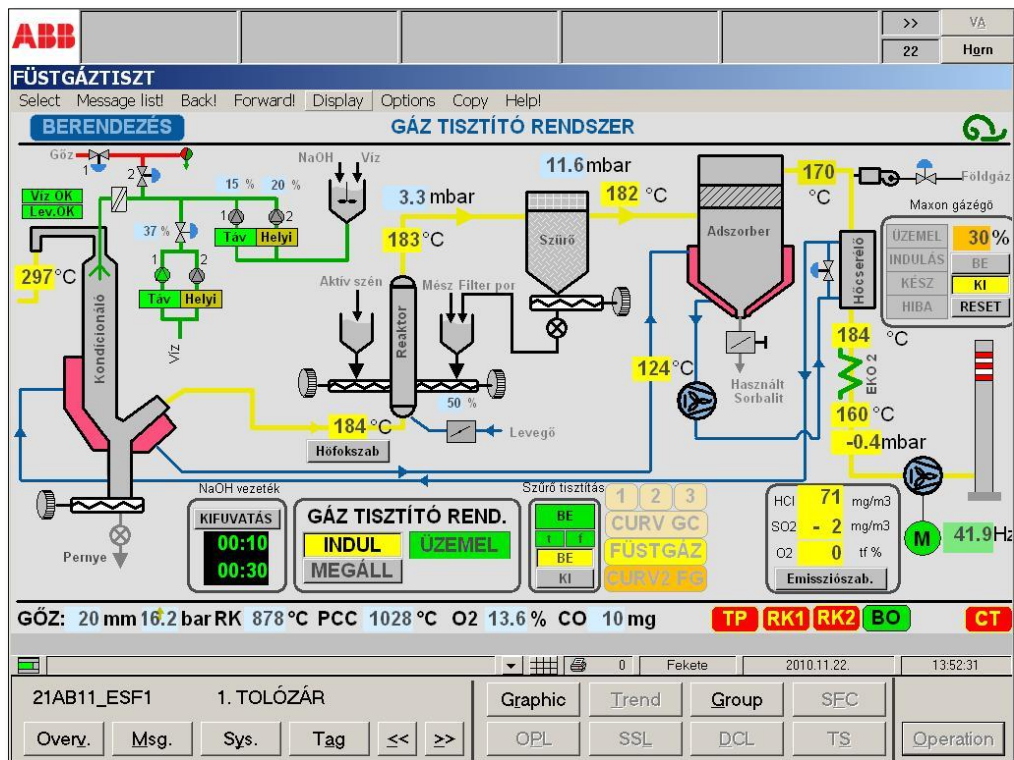 ABB
>> VA
22 Horn
FÜSTGÁZTISZT
Select Message list! Back! Forward! Display Options Copy Help!
BERENDEZÉS GÁZ TISZTÍTÓ RENDSZER
Göz
1
2
Víz OK
Lev.OK
15 % 20 %
NaOH Víz
11.6 mbar
3.3 mbar
182 °C
170 °C
Földgáz
Maxon gázégő
1 2
Táv Helyi
37 %
183 °C
Szűrő
Adszorber
Hőcserélő
ÜZEMEL 30 %
INDULÁS BE
KÉSZ KI
HIBA RESET
297 °C
1 2
Táv Helyi
Kondícionáló
Víz
Aktív szén
Mész Filter por
Reaktor
50 %
184 °C
Höfokszab
Levegö
124 °C
Használt
Sorbalit
184 °C
EKO 2
160 °C
-0.4 mbar
NaOH vezeték
KIFUVATÁS
00:10
00:30
Pernye
GÁZ TISZTÍTÓ REND.
INDUL ÜZEMEL
MEGÁLL
Szűrő tisztítás
BE
t f
BE
KI
1 2 3
CURV GC
FÜSTGÁZ
CURV2 FG
HCl 71 mg/m3
SO2 - 2 mg/m3
O2 0 tf %
Emissziószab.
M 41.9 Hz
GŐZ: 20 mm 16.2 bar RK 878 °C PCC 1028 °C O2 13.6 % CO 10 mg TP RK1 RK2 BO CT
0 Fekete 2010.11.22. 13:52:31
21AB11_ESF1 1. TOLÓZÁR
Graphic Trend Group SFC
Overv. Msg. Sys. Tag << >> OPL SSL DCL TS Operation